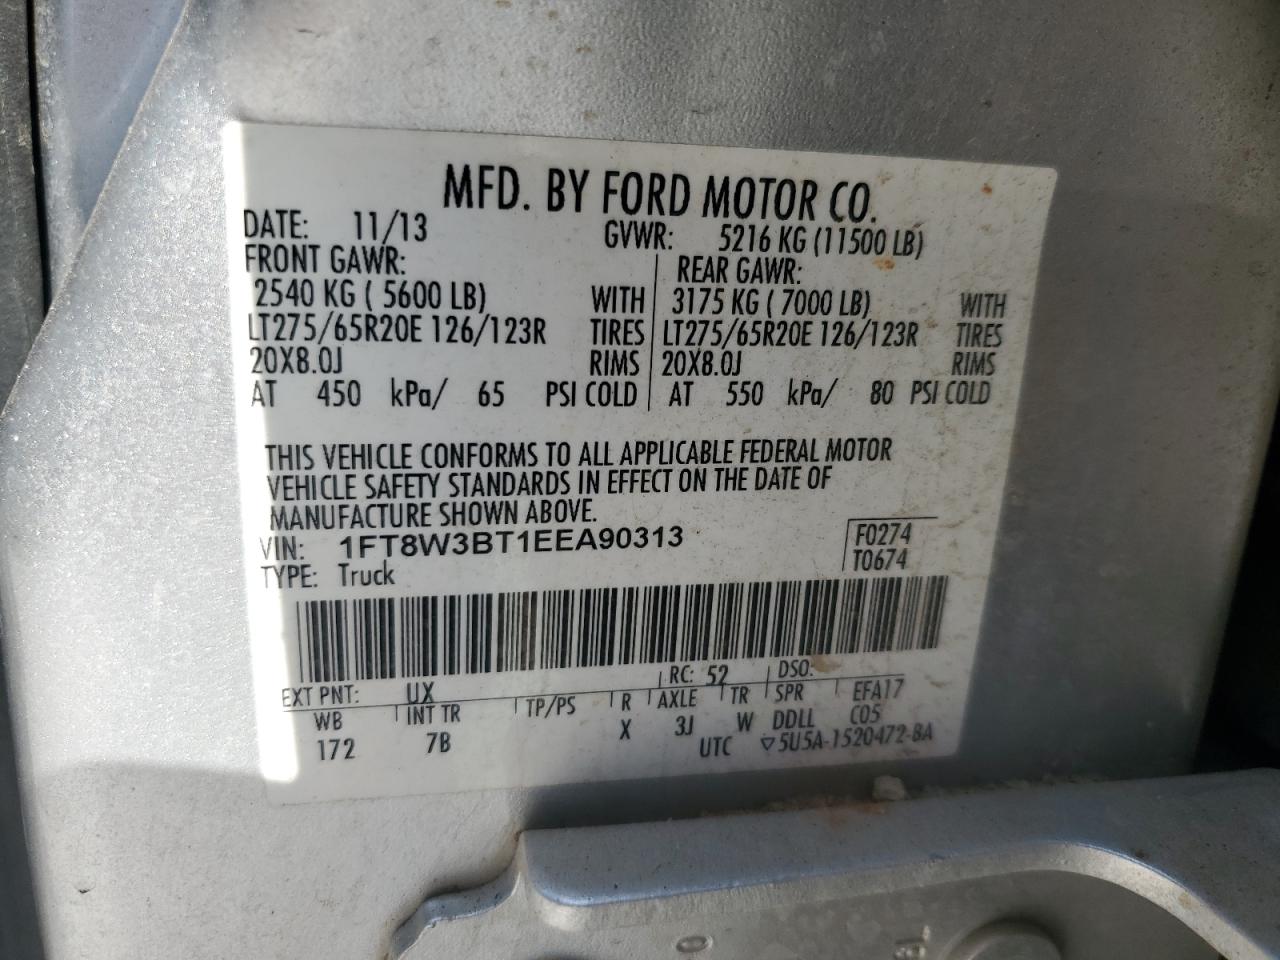 MFD. BY FORD MOTOR CO.
DATE: 11/13 GVWR: 5216 KG (11500 LB)
FRONT GAWR: REAR GAWR:
2540 KG ( 5600 LB) WITH 3175 KG ( 7000 LB) WITH
LT275/65R20E 126/123R TIRES LT275/65R20E 126/123R TIRES
20X8.0J RIMS 20X8.0J RIMS
AT 450 kPa/ 65 PSI COLD AT 550 kPa/ 80 PSI COLD
THIS VEHICLE CONFORMS TO ALL APPLICABLE FEDERAL MOTOR
VEHICLE SAFETY STANDARDS IN EFFECT ON THE DATE OF
MANUFACTURE SHOWN ABOVE.
VIN: 1FT8W3BT1EEA90313 F0274
TYPE: Truck T0674
EXT PNT: UX RC: 52 DSO:
WB INT TR TP/PS R AXLE TR SPR EFA17
172 7B X 3J W DDLL C05
UTC ▽5U5A-1520472-BA